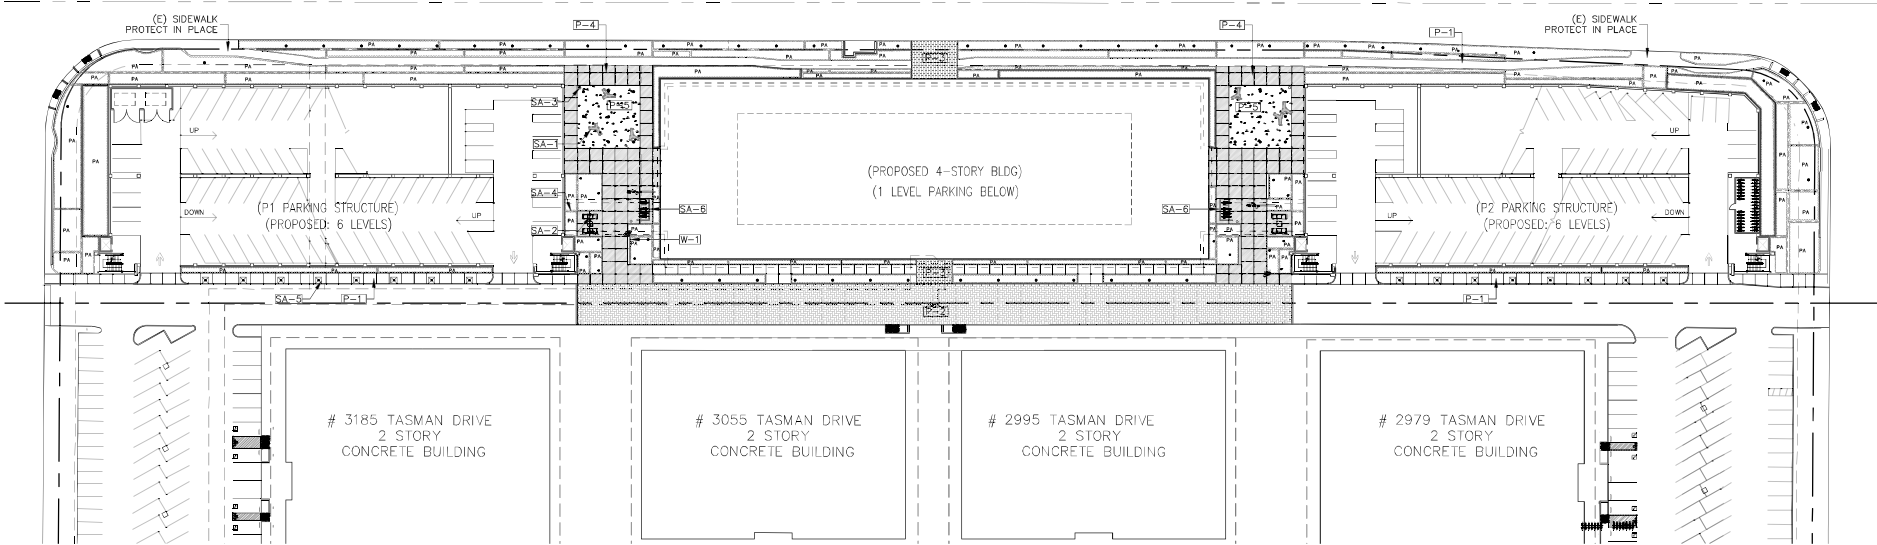 (E) SIDEWALK
PROTECT IN PLACE
P-4
P-4
P-1
(E) SIDEWALK
PROTECT IN PLACE
P-3
SA-3
P-5
P-5
SA-1
SA-4
SA-2
SA-6
W-1
SA-6
UP
DOWN
UP
(P1 PARKING STRUCTURE)
(PROPOSED: 6 LEVELS)
(PROPOSED 4-STORY BLDG)
(1 LEVEL PARKING BELOW)
UP
UP
DOWN
(P2 PARKING STRUCTURE)
(PROPOSED: 6 LEVELS)
SA-5
P-1
P-2
P-1
# 3185 TASMAN DRIVE
2 STORY
CONCRETE BUILDING
# 3055 TASMAN DRIVE
2 STORY
CONCRETE BUILDING
# 2995 TASMAN DRIVE
2 STORY
CONCRETE BUILDING
# 2979 TASMAN DRIVE
2 STORY
CONCRETE BUILDING